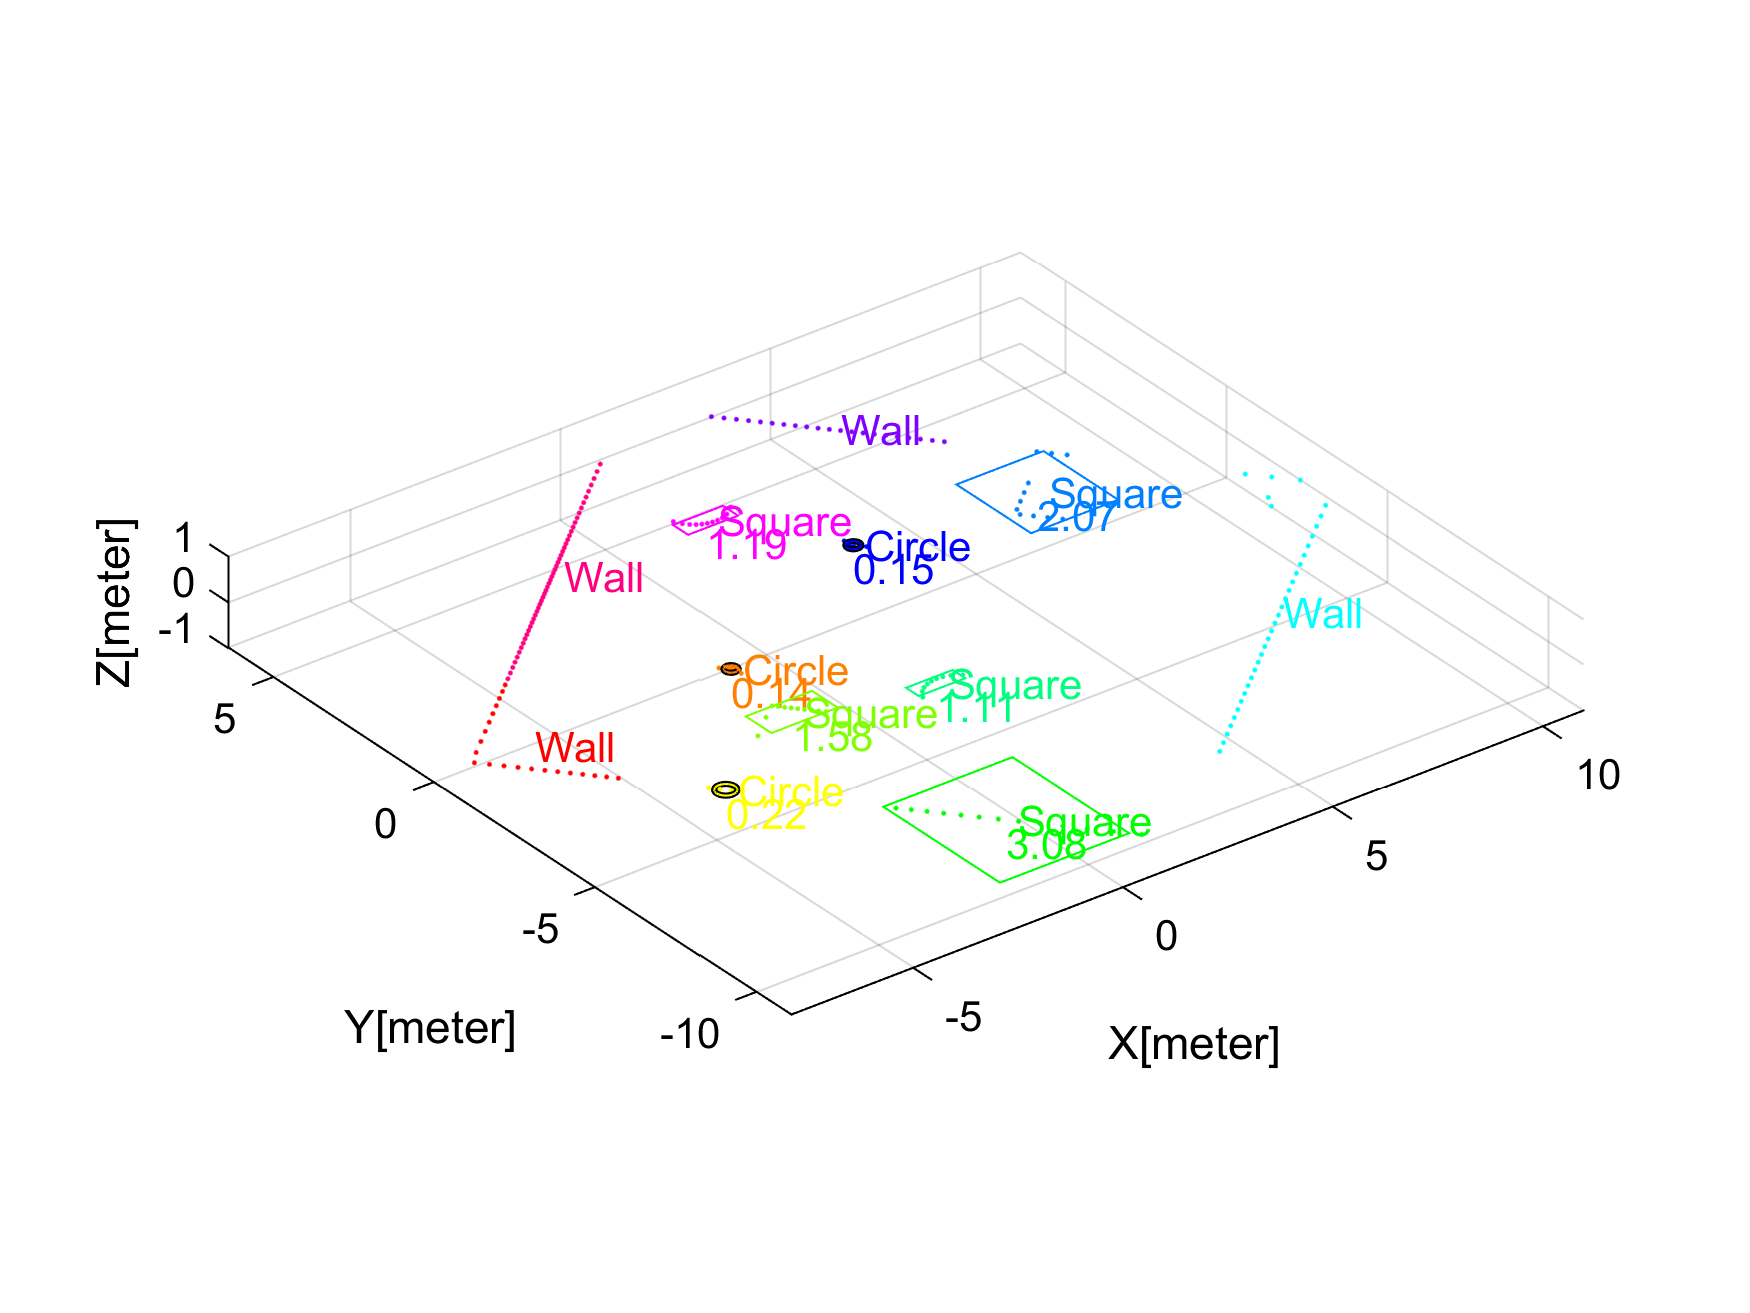 Wall
Square
2.07
Square
1.19
Circle
0.15
Wall
Wall
Circle
0.14
Square
1.11
Square
1.58
Wall
Circle
0.22
Square
3.08
1
0
-1
Z[meter]
5
0
-5
-10
Y[meter]
-5
0
5
10
X[meter]